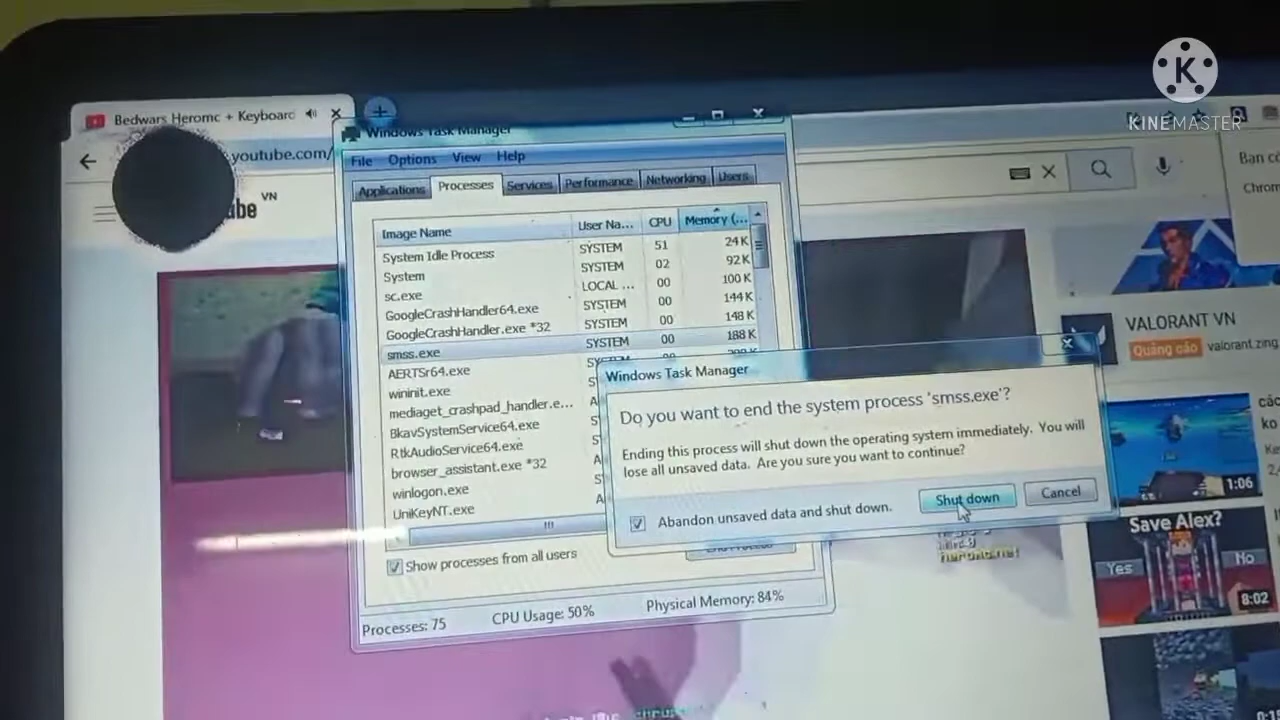 K
KINEMASTER
Bedwars Heromc + Keyboard
youtube.com/
VN
Windows Task Manager
File Options View Help
Applications Processes Services Performance Networking Users
Image Name User Na... CPU Memory (...
System Idle Process SYSTEM 51 24 K
System SYSTEM 02 92 K
sc.exe LOCAL ... 00 100 K
GoogleCrashHandler64.exe SYSTEM 00 144 K
GoogleCrashHandler.exe *32 SYSTEM 00 148 K
smss.exe SYSTEM 00 188 K
AERTSr64.exe
wininit.exe
mediaget_crashpad_handler.e...
BkavSystemService64.exe
RtkAudioService64.exe
browser_assistant.exe *32
winlogon.exe
UniKeyNT.exe
Show processes from all users
Processes: 75 CPU Usage: 50% Physical Memory: 84%
Windows Task Manager
Do you want to end the system process 'smss.exe'?
Ending this process will shut down the operating system immediately. You will
lose all unsaved data. Are you sure you want to continue?
Abandon unsaved data and shut down.
Shut down Cancel
Bạn có
Chrom
VALORANT VN
Quảng cáo valorant.zing
1:06
Save Alex?
Yes No
8:02